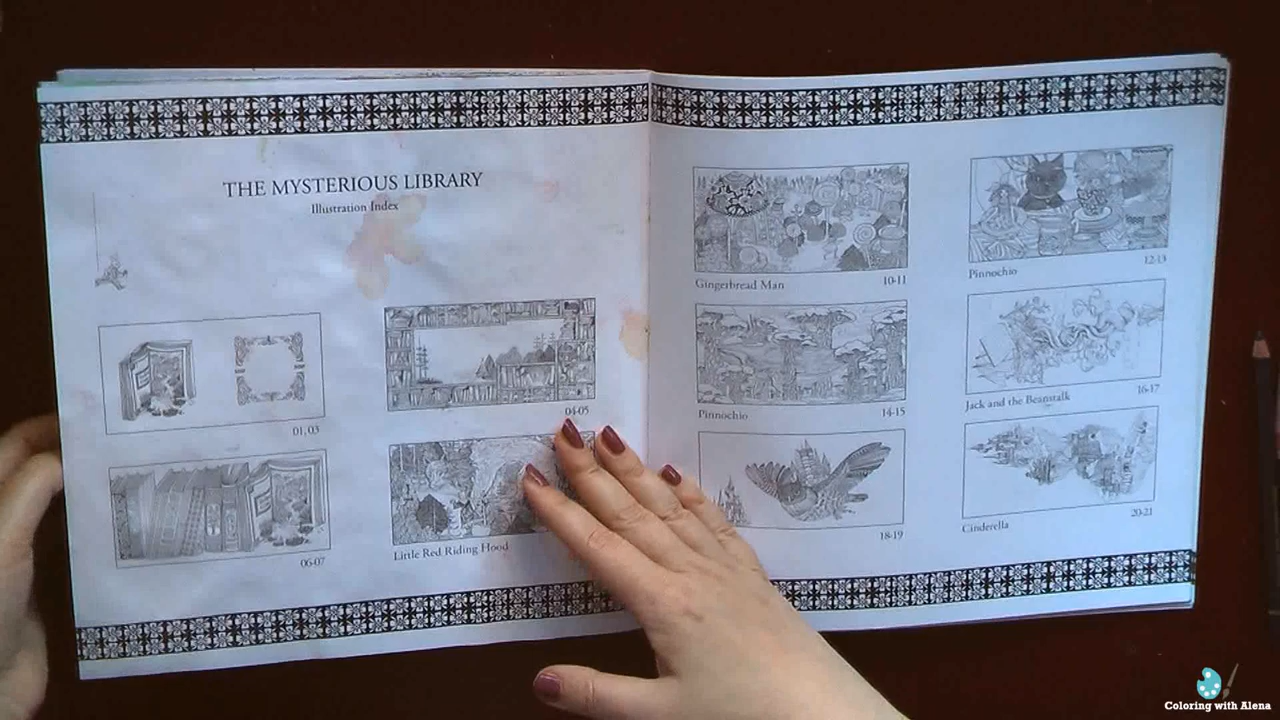 THE MYSTERIOUS LIBRARY
Illustration Index
01, 03
04-05
06-07
Little Red Riding Hood
Gingerbread Man
10-11
Pinnochio
12-13
Pinnochio
14-15
Jack and the Beanstalk
16-17
18-19
Cinderella
20-21
Coloring with Alena